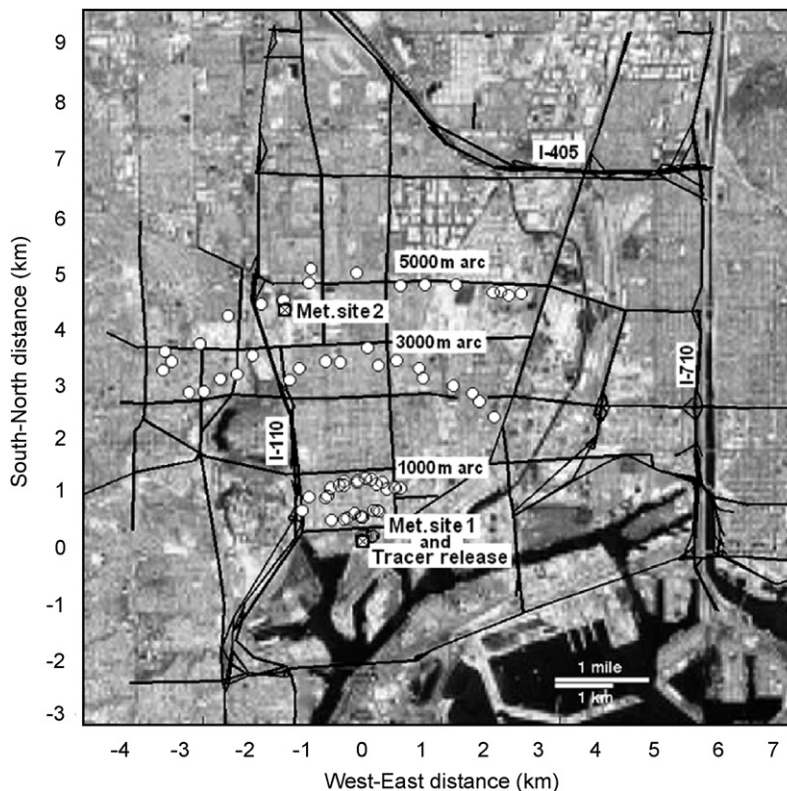 9
8
7
6
5
4
3
2
1
0
-1
-2
-3
South-North distance (km)
I-405
5000m arc
Met.site 2
3000m arc
I-710
I-110
1000m arc
Met.site 1
and
Tracer release
1 mile
1 km
-4 -3 -2 -1 0 1 2 3 4 5 6 7
West-East distance (km)